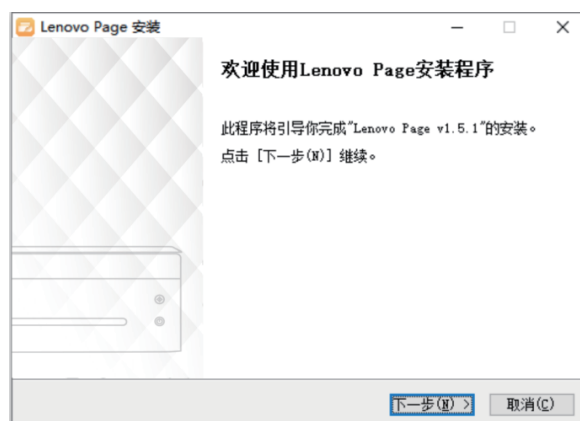 Lenovo Page 安装
欢迎使用Lenovo Page安装程序
此程序将引导你完成"Lenovo Page v1.5.1"的安装。
点击 [下一步(N)] 继续。
下一步(N) >
取消(C)